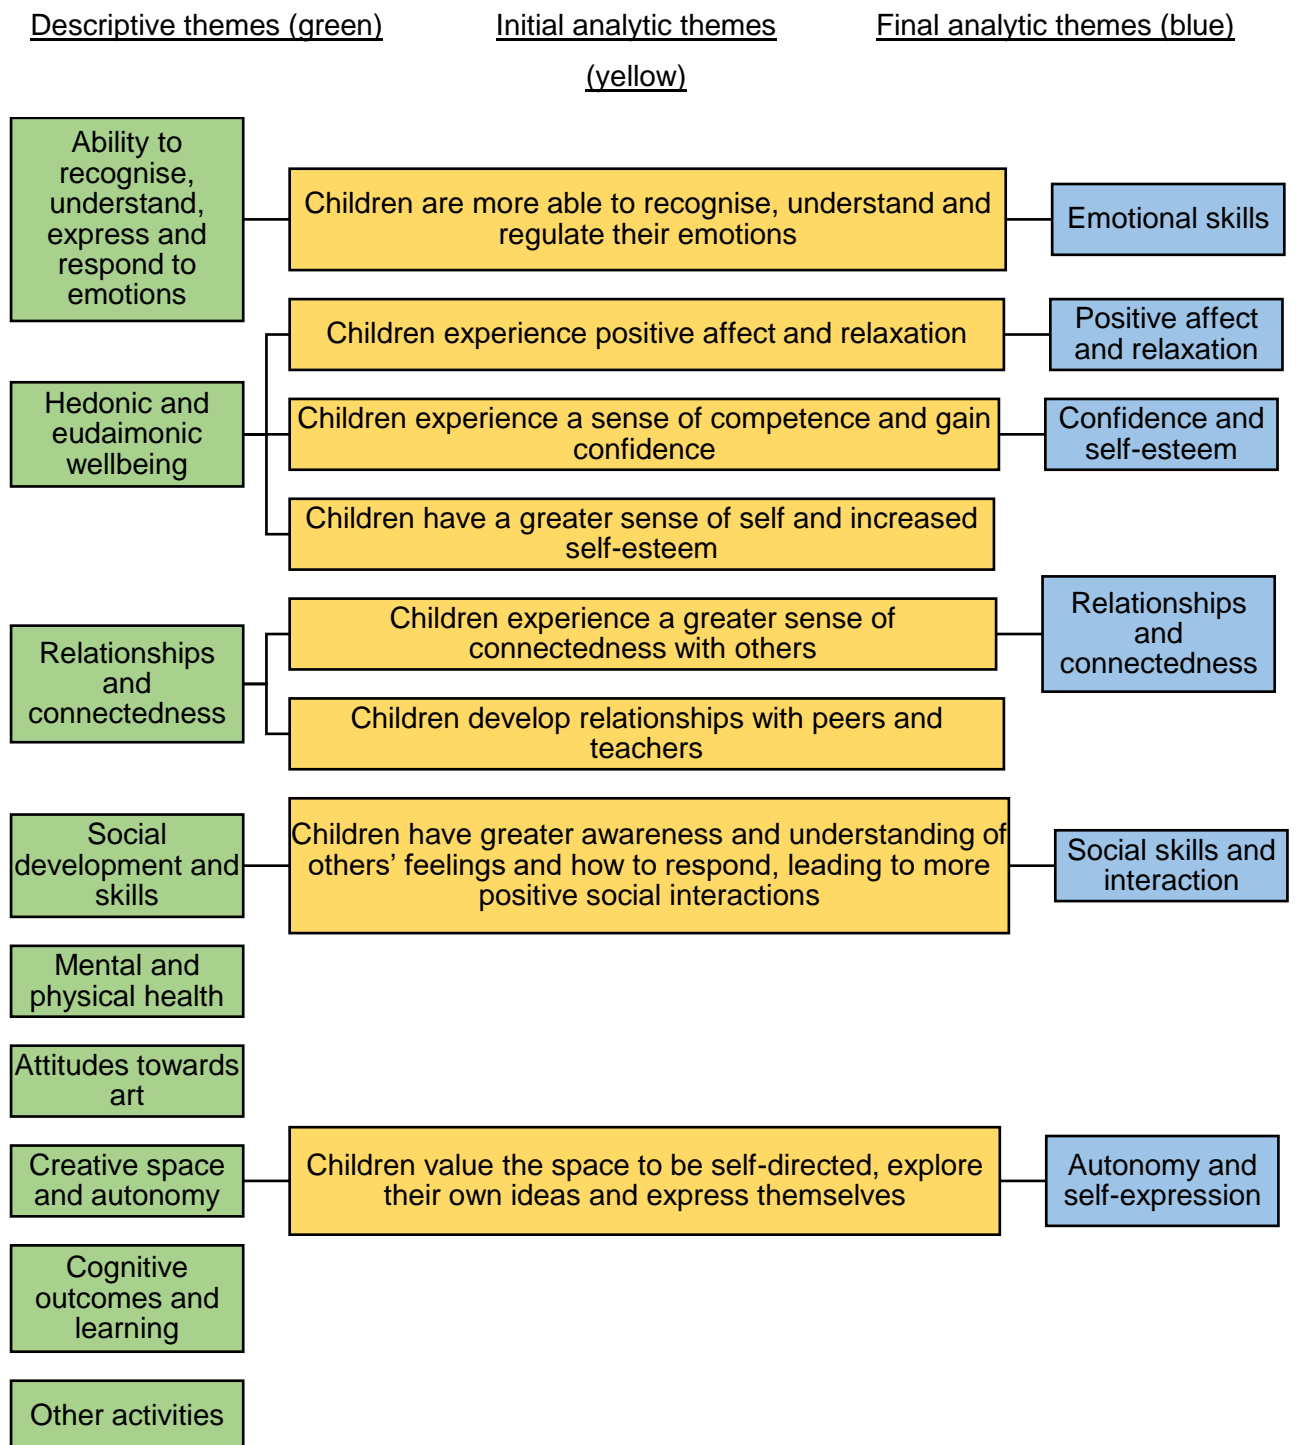 Descriptive themes (green)
Initial analytic themes
(yellow)
Final analytic themes (blue)
Ability to
recognise,
understand,
express and
respond to
emotions
Children are more able to recognise, understand and
regulate their emotions
Emotional skills
Hedonic and
eudaimonic
wellbeing
Children experience positive affect and relaxation
Positive affect
and relaxation
Children experience a sense of competence and gain
confidence
Confidence and
self-esteem
Children have a greater sense of self and increased
self-esteem
Relationships
and
connectedness
Children experience a greater sense of
connectedness with others
Relationships
and
connectedness
Children develop relationships with peers and
teachers
Social
development and
skills
Children have greater awareness and understanding of
others’ feelings and how to respond, leading to more
positive social interactions
Social skills and
interaction
Mental and
physical health
Attitudes towards
art
Creative space
and autonomy
Children value the space to be self-directed, explore
their own ideas and express themselves
Autonomy and
self-expression
Cognitive
outcomes and
learning
Other activities